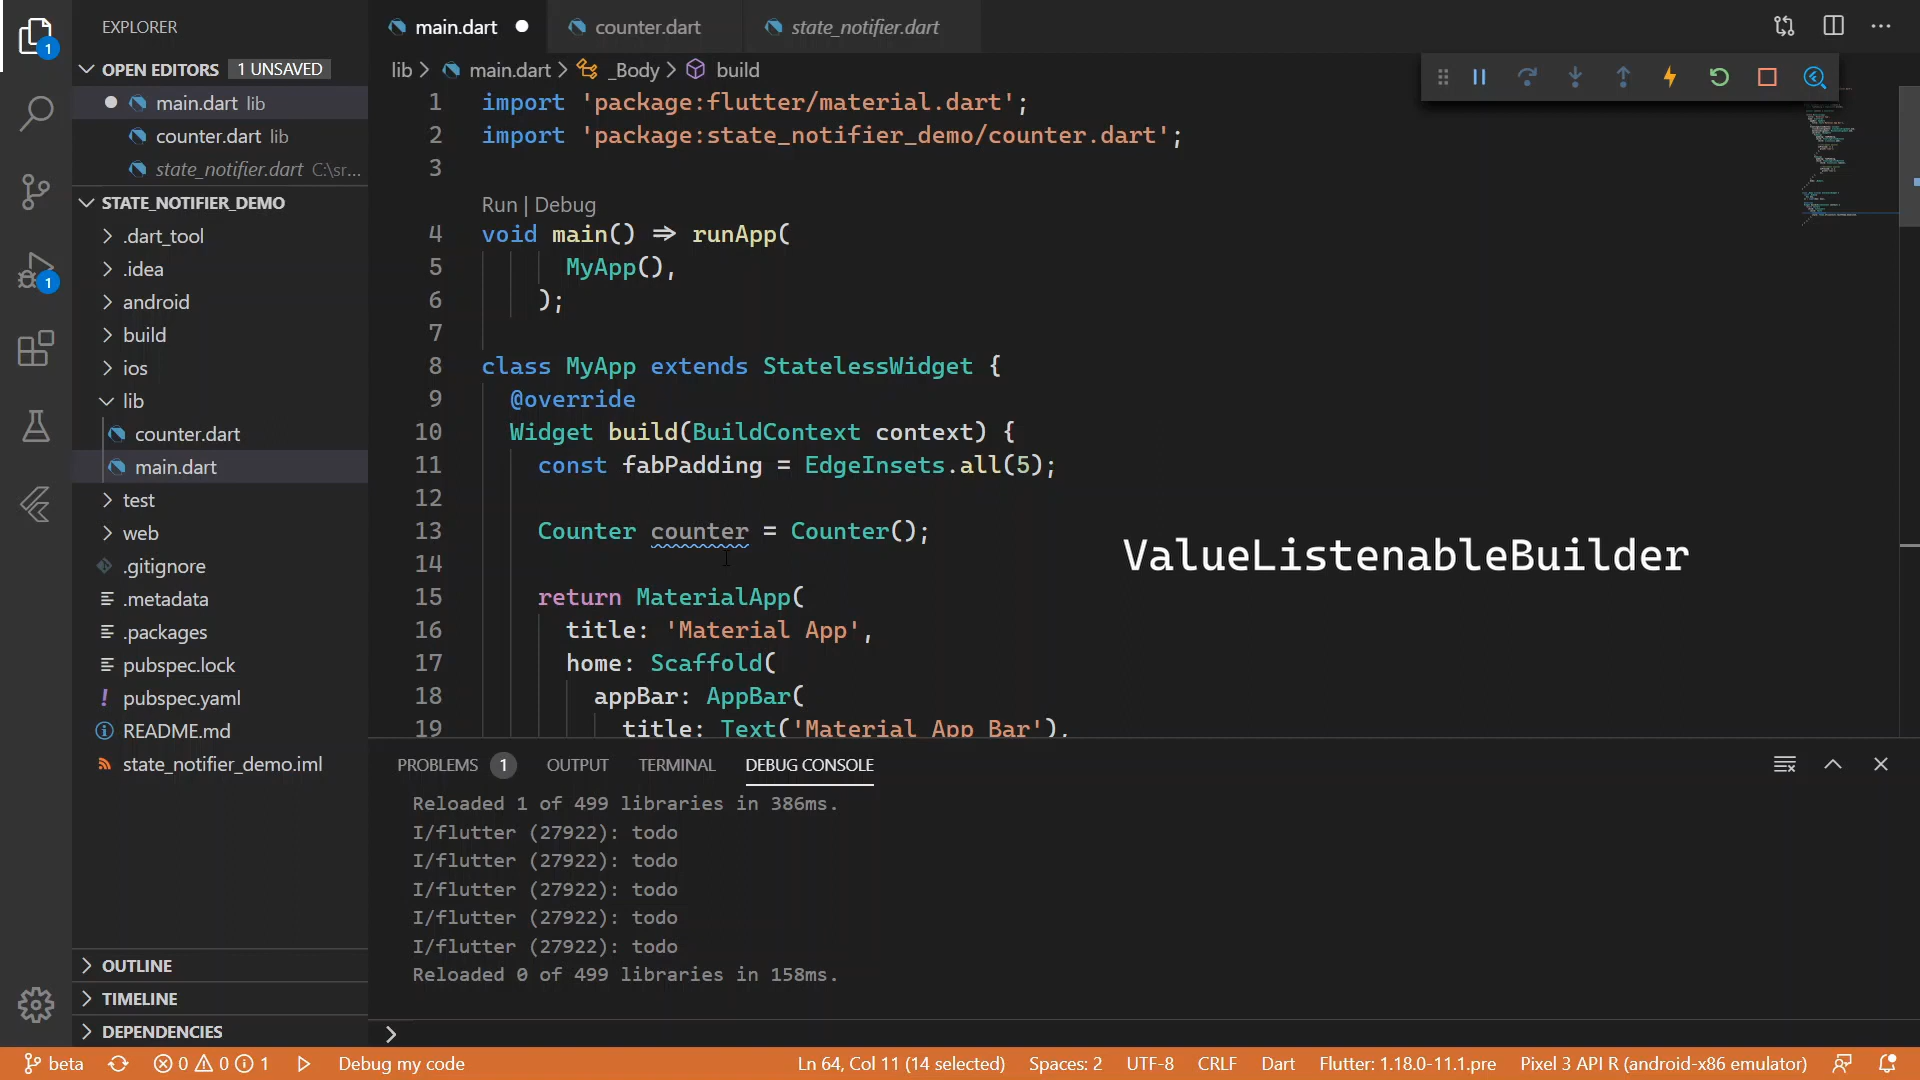 EXPLORER
OPEN EDITORS 1 UNSAVED
main.dart lib
counter.dart lib
state_notifier.dart C:\sr...
STATE_NOTIFIER_DEMO
.dart_tool
.idea
android
build
ios
lib
counter.dart
main.dart
test
web
.gitignore
.metadata
.packages
pubspec.lock
pubspec.yaml
README.md
state_notifier_demo.iml
OUTLINE
TIMELINE
DEPENDENCIES
1
1
main.dart counter.dart state_notifier.dart
lib > main.dart > _Body > build
1 import 'package:flutter/material.dart';
2 import 'package:state_notifier_demo/counter.dart';
3
Run | Debug
4 void main() => runApp(
5 MyApp(),
6 );
7
8 class MyApp extends StatelessWidget {
9 @override
10 Widget build(BuildContext context) {
11 const fabPadding = EdgeInsets.all(5);
12
13 Counter counter = Counter();
14
15 return MaterialApp(
16 title: 'Material App',
17 home: Scaffold(
18 appBar: AppBar(
19 title: Text('Material App Bar'),
ValueListenableBuilder
PROBLEMS 1 OUTPUT TERMINAL DEBUG CONSOLE
Reloaded 1 of 499 libraries in 386ms.
I/flutter (27922): todo
I/flutter (27922): todo
I/flutter (27922): todo
I/flutter (27922): todo
I/flutter (27922): todo
Reloaded 0 of 499 libraries in 158ms.
>
beta 0 0 1 Debug my code Ln 64, Col 11 (14 selected) Spaces: 2 UTF-8 CRLF Dart Flutter: 1.18.0-11.1.pre Pixel 3 API R (android-x86 emulator)